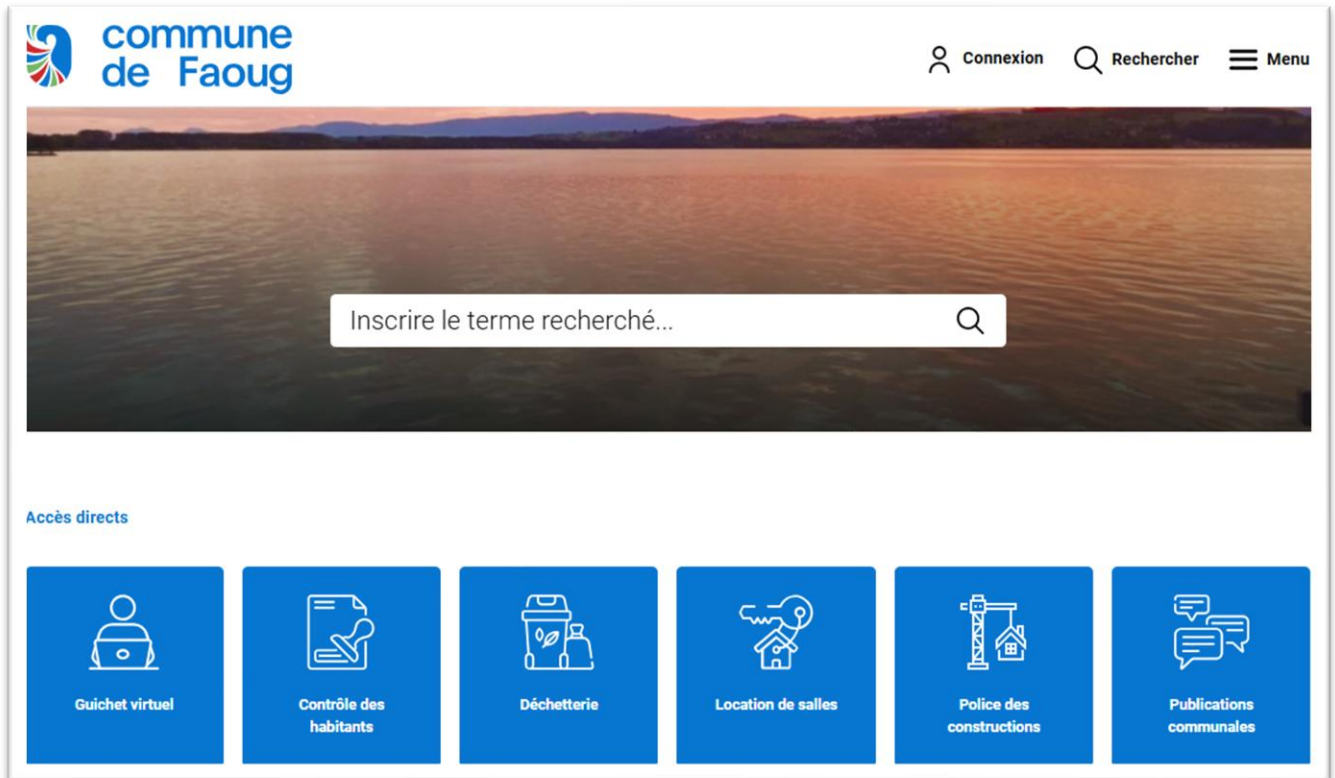 commune
de Faoug
Connexion
Rechercher
Menu
Inscrire le terme recherché...
Accès directs
Guichet virtuel
Contrôle des
habitants
Déchetterie
Location de salles
Police des
constructions
Publications
communales